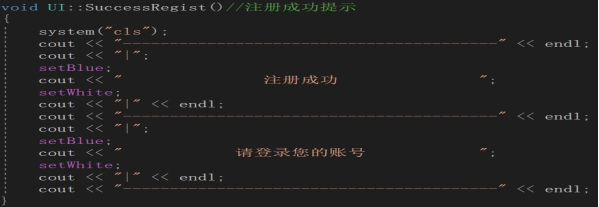 void UI::SuccessRegist()//注册成功提示
{
    system("cls");
    cout << "-----------------------------------------" << endl;
    cout << "|";
    setBlue;
    cout << "                注册成功                ";
    setWhite;
    cout << "|" << endl;
    cout << "-----------------------------------------" << endl;
    cout << "|";
    setBlue;
    cout << "             请登录您的账号             ";
    setWhite;
    cout << "|" << endl;
    cout << "-----------------------------------------" << endl;
}